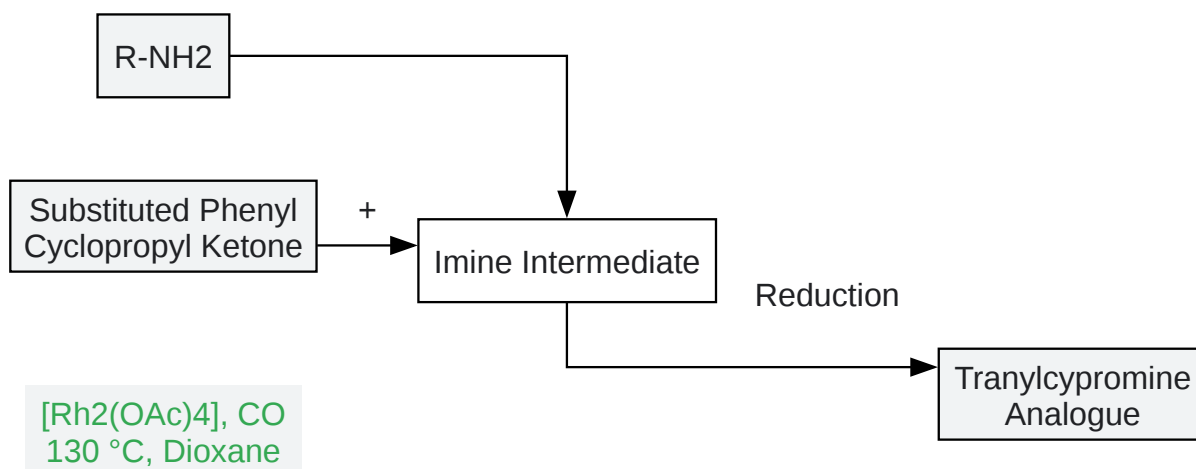 R-NH2
Substituted Phenyl
Cyclopropyl Ketone
+
Imine Intermediate
Reduction
Tranylcypromine
Analogue
[Rh2(OAc)4], CO
130 °C, Dioxane